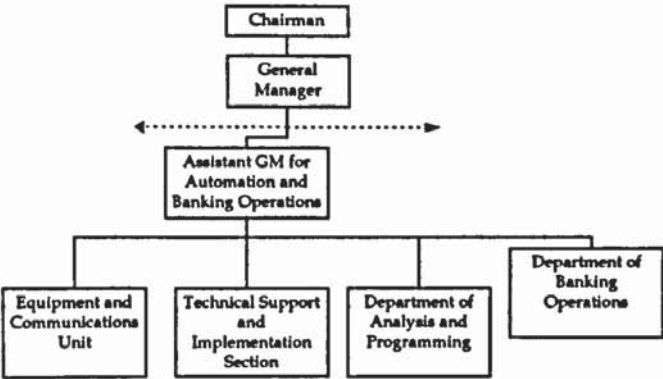 Chairman
General
Manager
Assistant GM for
Automation and
Banking Operations
Equipment and
Communications
Unit
Technical Support
and
Implementation
Section
Department of
Analysis and
Programming
Department of
Banking
Operations